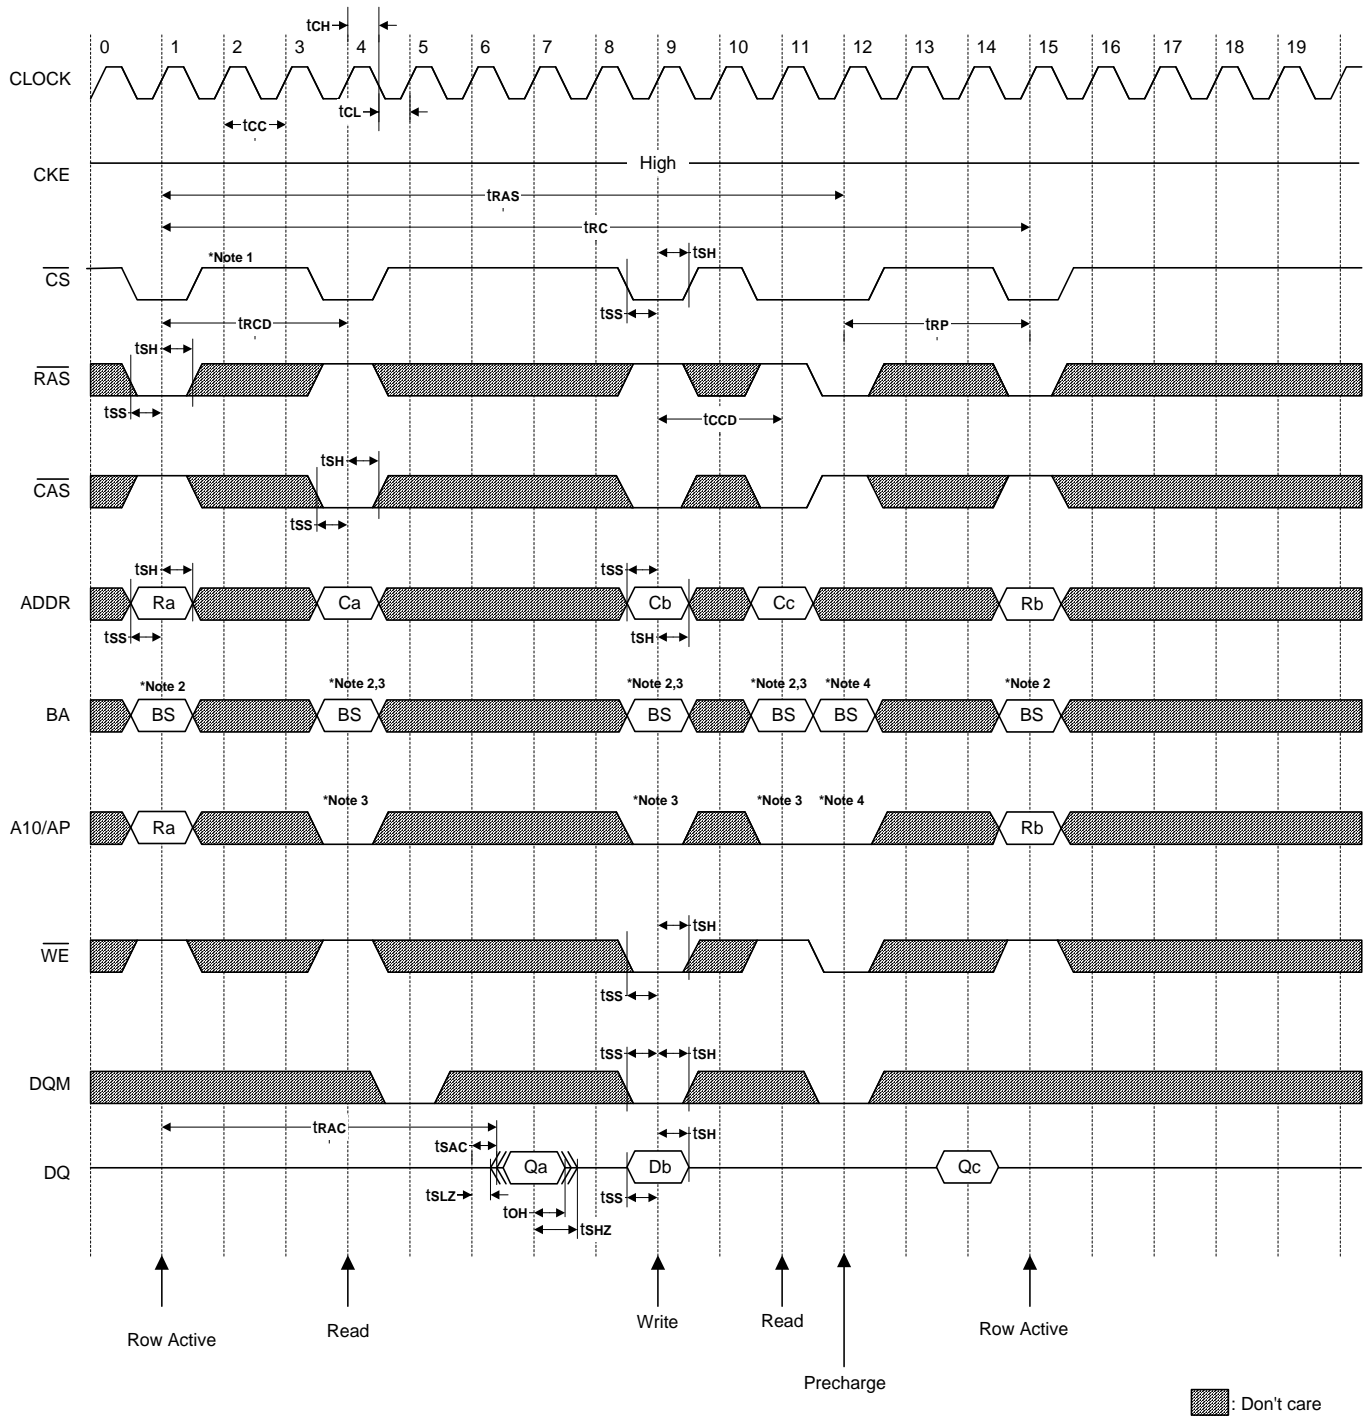 tCH
0 1 2 3 4 5 6 7 8 9 10 11 12 13 14 15 16 17 18 19
CLOCK
tCC
tCL
High
CKE
tRAS
tRC
*Note 1
tSH
CS
tSS
tRCD
tRP
tSH
RAS
tSS
tCCD
tSH
CAS
tSS
tSH
tSS
ADDR
Ra
Ca
Cb
Cc
Rb
tSS
tSH
*Note 2
*Note 2,3
*Note 2,3
*Note 2,3
*Note 4
*Note 2
BA
BS
BS
BS
BS
BS
BS
*Note 3
*Note 3
*Note 3
*Note 4
A10/AP
Ra
Rb
tSH
WE
tSS
tSS
tSH
DQM
tRAC
tSAC
tSH
DQ
Qa
Db
Qc
tSLZ
tOH
tSHZ
tSS
Row Active
Read
Write
Read
Row Active
Precharge
: Don't care